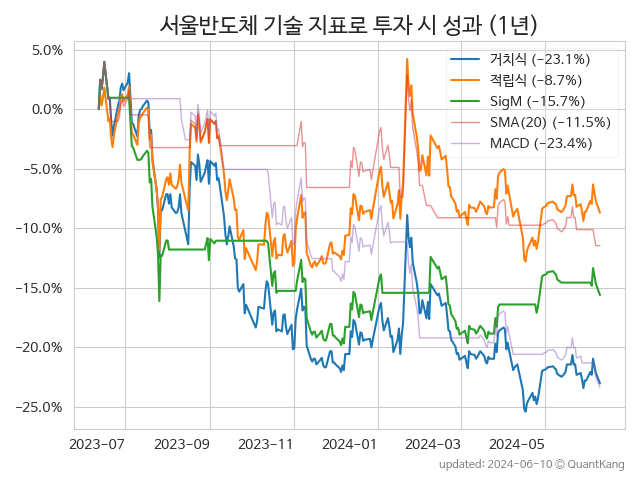 서울반도체 기술 지표로 투자 시 성과 (1년)
5.0%
0.0%
−5.0%
−10.0%
−15.0%
−20.0%
−25.0%
거치식 (−23.1%)
적립식 (−8.7%)
SigM (−15.7%)
SMA(20) (−11.5%)
MACD (−23.4%)
2023−07
2023−09
2023−11
2024−01
2024−03
2024−05
updated: 2024−06−10 ⓒ QuantKang